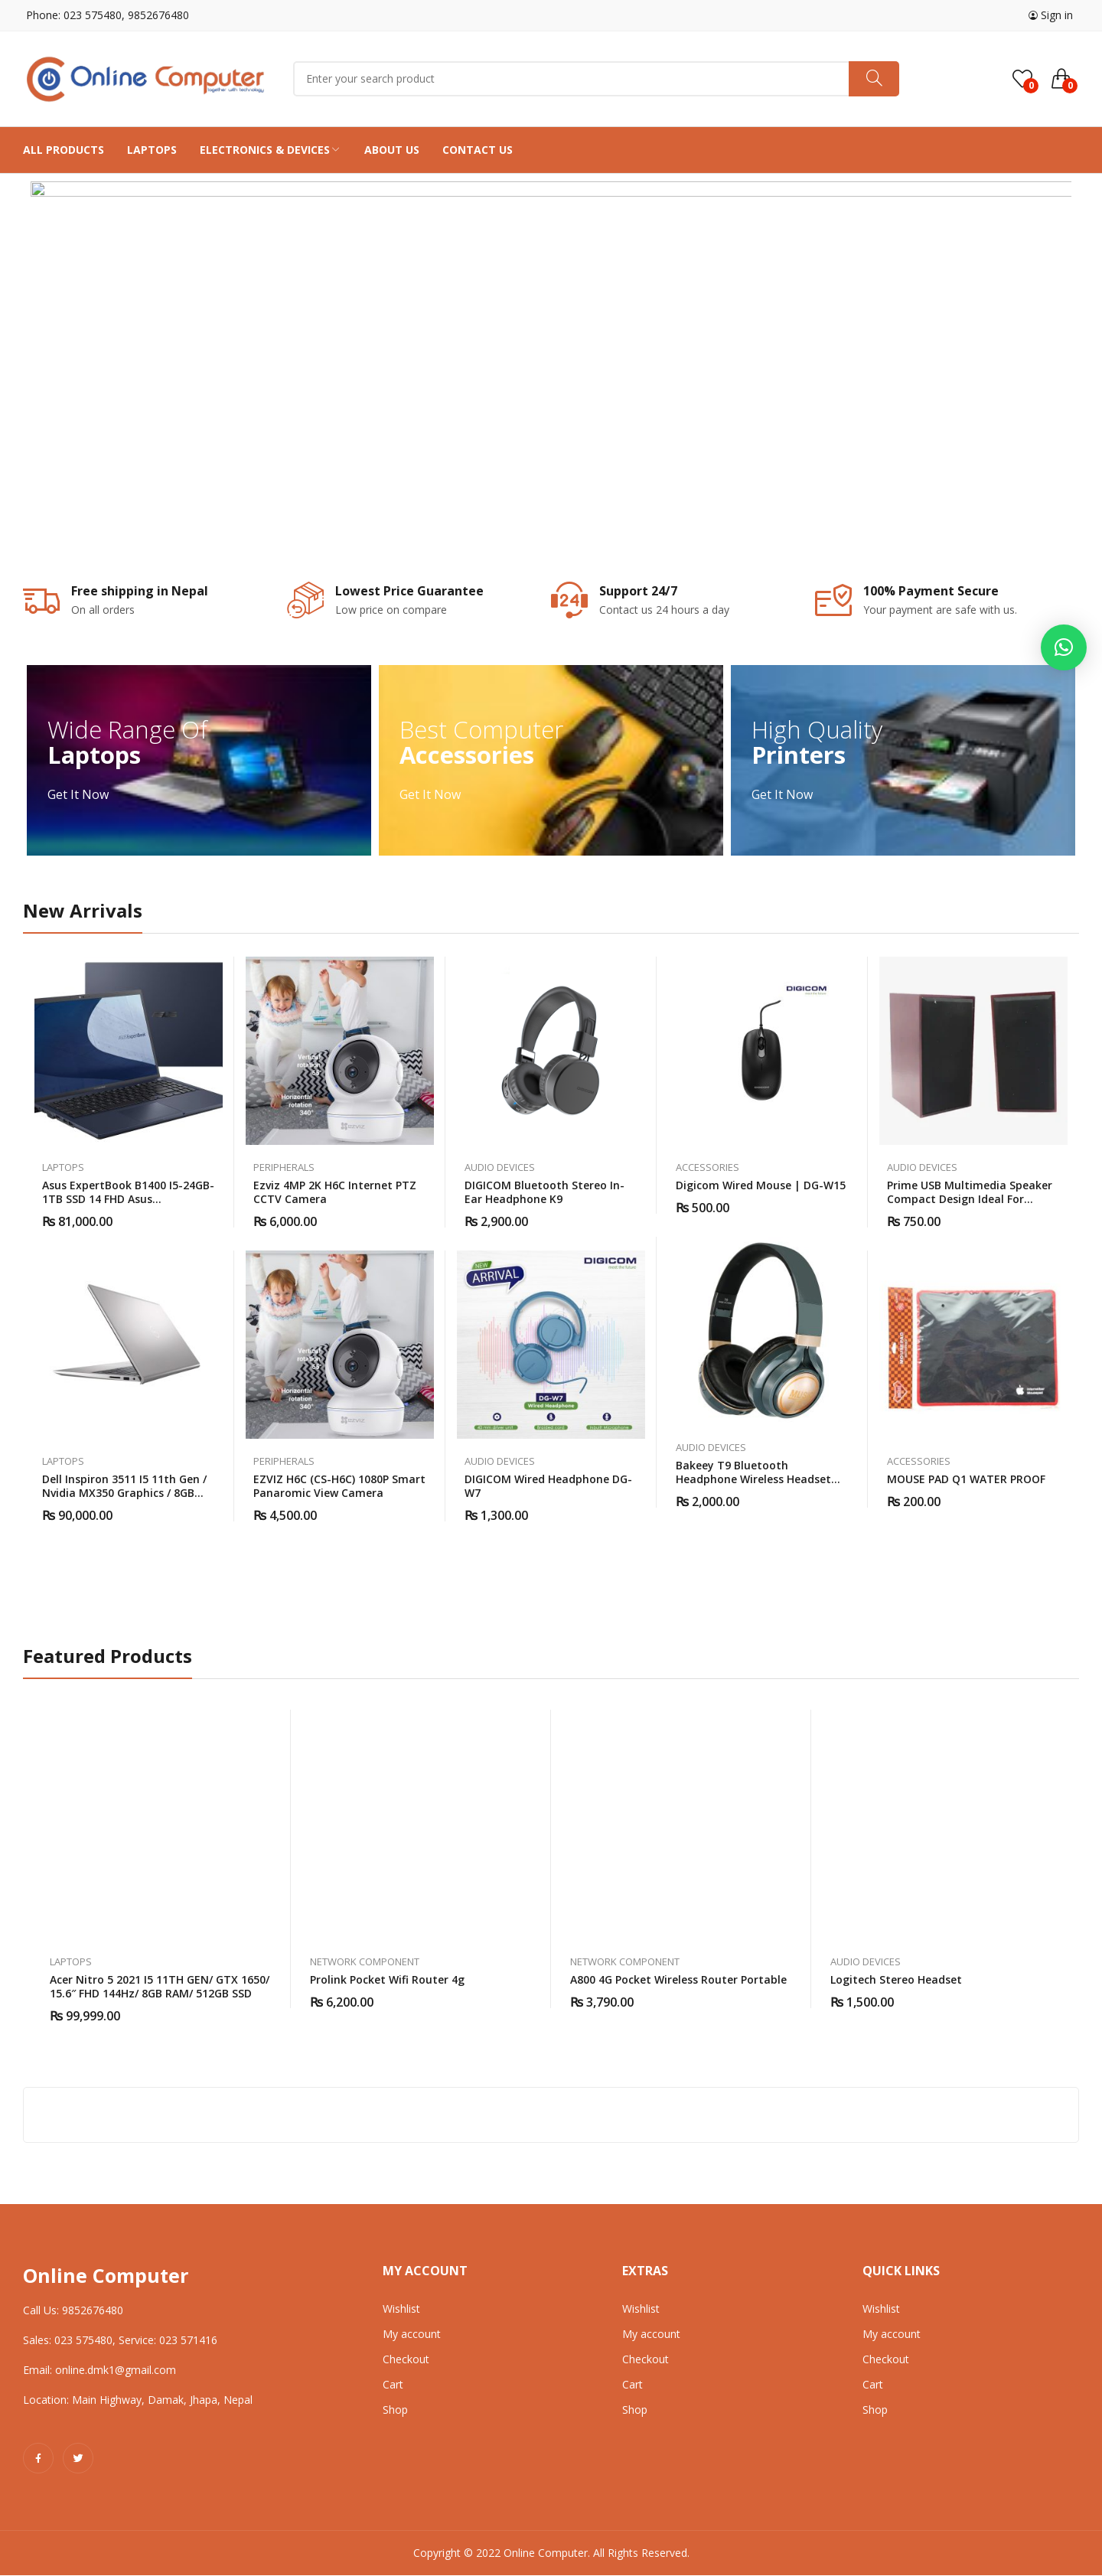 Phone: 023 575480, 9852676480
Sign in
Online Computer
together with technology
Enter your search product
0
0
ALL PRODUCTS
LAPTOPS
ELECTRONICS & DEVICES
ABOUT US
CONTACT US
Free shipping in Nepal
On all orders
Lowest Price Guarantee
Low price on compare
24
Support 24/7
Contact us 24 hours a day
100% Payment Secure
Your payment are safe with us.
Wide Range Of
Laptops
Get It Now
Best Computer
Accessories
Get It Now
High Quality
Printers
Get It Now
New Arrivals
LAPTOPS
Asus ExpertBook B1400 I5-24GB-
1TB SSD 14 FHD Asus...
₨ 81,000.00
Vertical
rotation
Horizontal
rotation
340°
EZVIZ
PERIPHERALS
Ezviz 4MP 2K H6C Internet PTZ
CCTV Camera
₨ 6,000.00
AUDIO DEVICES
DIGICOM Bluetooth Stereo In-
Ear Headphone K9
₨ 2,900.00
DIGICOM
ACCESSORIES
Digicom Wired Mouse | DG-W15
₨ 500.00
AUDIO DEVICES
Prime USB Multimedia Speaker
Compact Design Ideal For...
₨ 750.00
LAPTOPS
Dell Inspiron 3511 I5 11th Gen /
Nvidia MX350 Graphics / 8GB...
₨ 90,000.00
Vertical
rotation
Horizontal
rotation
340°
EZVIZ
PERIPHERALS
EZVIZ H6C (CS-H6C) 1080P Smart
Panaromic View Camera
₨ 4,500.00
NEW
ARRIVAL
DIGICOM
DG-W7
Wired Headphone
AUDIO DEVICES
DIGICOM Wired Headphone DG-
W7
₨ 1,300.00
AUDIO DEVICES
Bakeey T9 Bluetooth
Headphone Wireless Headset...
₨ 2,000.00
ACCESSORIES
MOUSE PAD Q1 WATER PROOF
₨ 200.00
Featured Products
LAPTOPS
Acer Nitro 5 2021 I5 11TH GEN/ GTX 1650/
15.6″ FHD 144Hz/ 8GB RAM/ 512GB SSD
₨ 99,999.00
NETWORK COMPONENT
Prolink Pocket Wifi Router 4g
₨ 6,200.00
NETWORK COMPONENT
A800 4G Pocket Wireless Router Portable
₨ 3,790.00
AUDIO DEVICES
Logitech Stereo Headset
₨ 1,500.00
Online Computer
Call Us: 9852676480
Sales: 023 575480, Service: 023 571416
Email: online.dmk1@gmail.com
Location: Main Highway, Damak, Jhapa, Nepal
MY ACCOUNT
Wishlist
My account
Checkout
Cart
Shop
EXTRAS
Wishlist
My account
Checkout
Cart
Shop
QUICK LINKS
Wishlist
My account
Checkout
Cart
Shop
Copyright © 2022 Online Computer. All Rights Reserved.